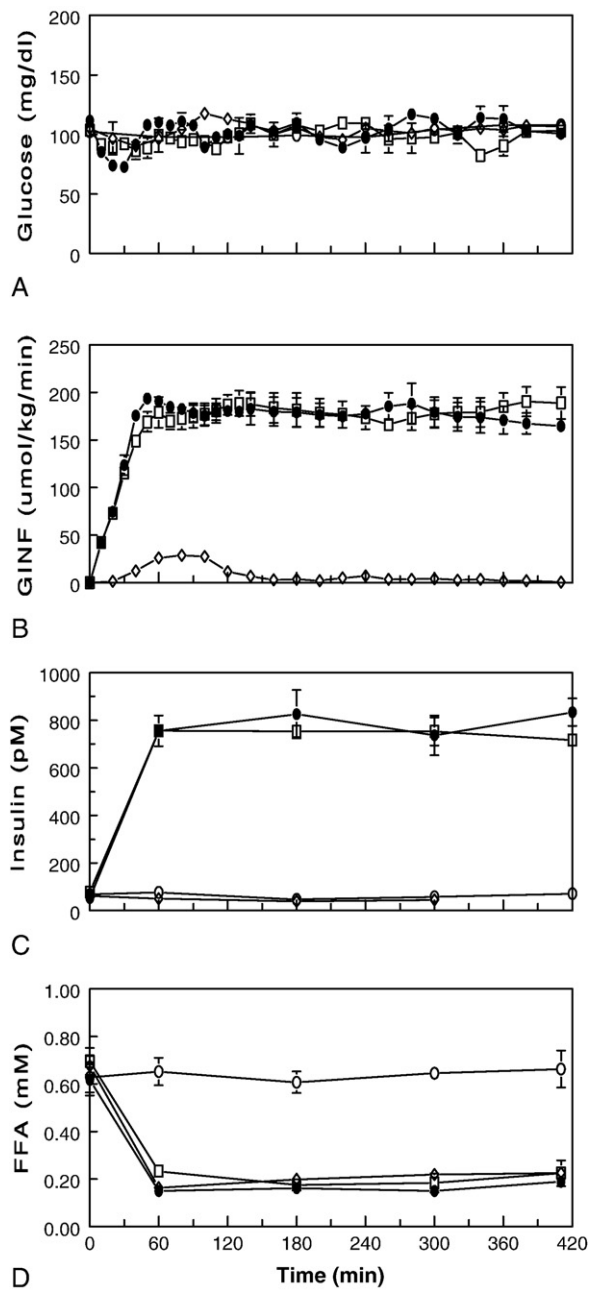 200
150
100
50
0
Glucose (mg/dl)
A
250
200
150
100
50
0
GINF (umol/kg/min)
B
1000
800
600
400
200
0
Insulin (pM)
C
1.00
0.80
0.60
0.40
0.20
0.00
FFA (mM)
0 60 120 180 240 300 360 420
Time (min)
D